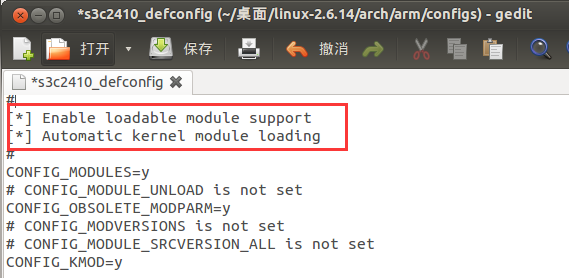 *s3c2410_defconfig (~/桌面/linux-2.6.14/arch/arm/configs) - gedit
打开 保存 撤消
*s3c2410_defconfig
#
[*] Enable loadable module support
[*] Automatic kernel module loading
#
CONFIG_MODULES=y
# CONFIG_MODULE_UNLOAD is not set
CONFIG_OBSOLETE_MODPARM=y
# CONFIG_MODVERSIONS is not set
# CONFIG_MODULE_SRCVERSION_ALL is not set
CONFIG_KMOD=y